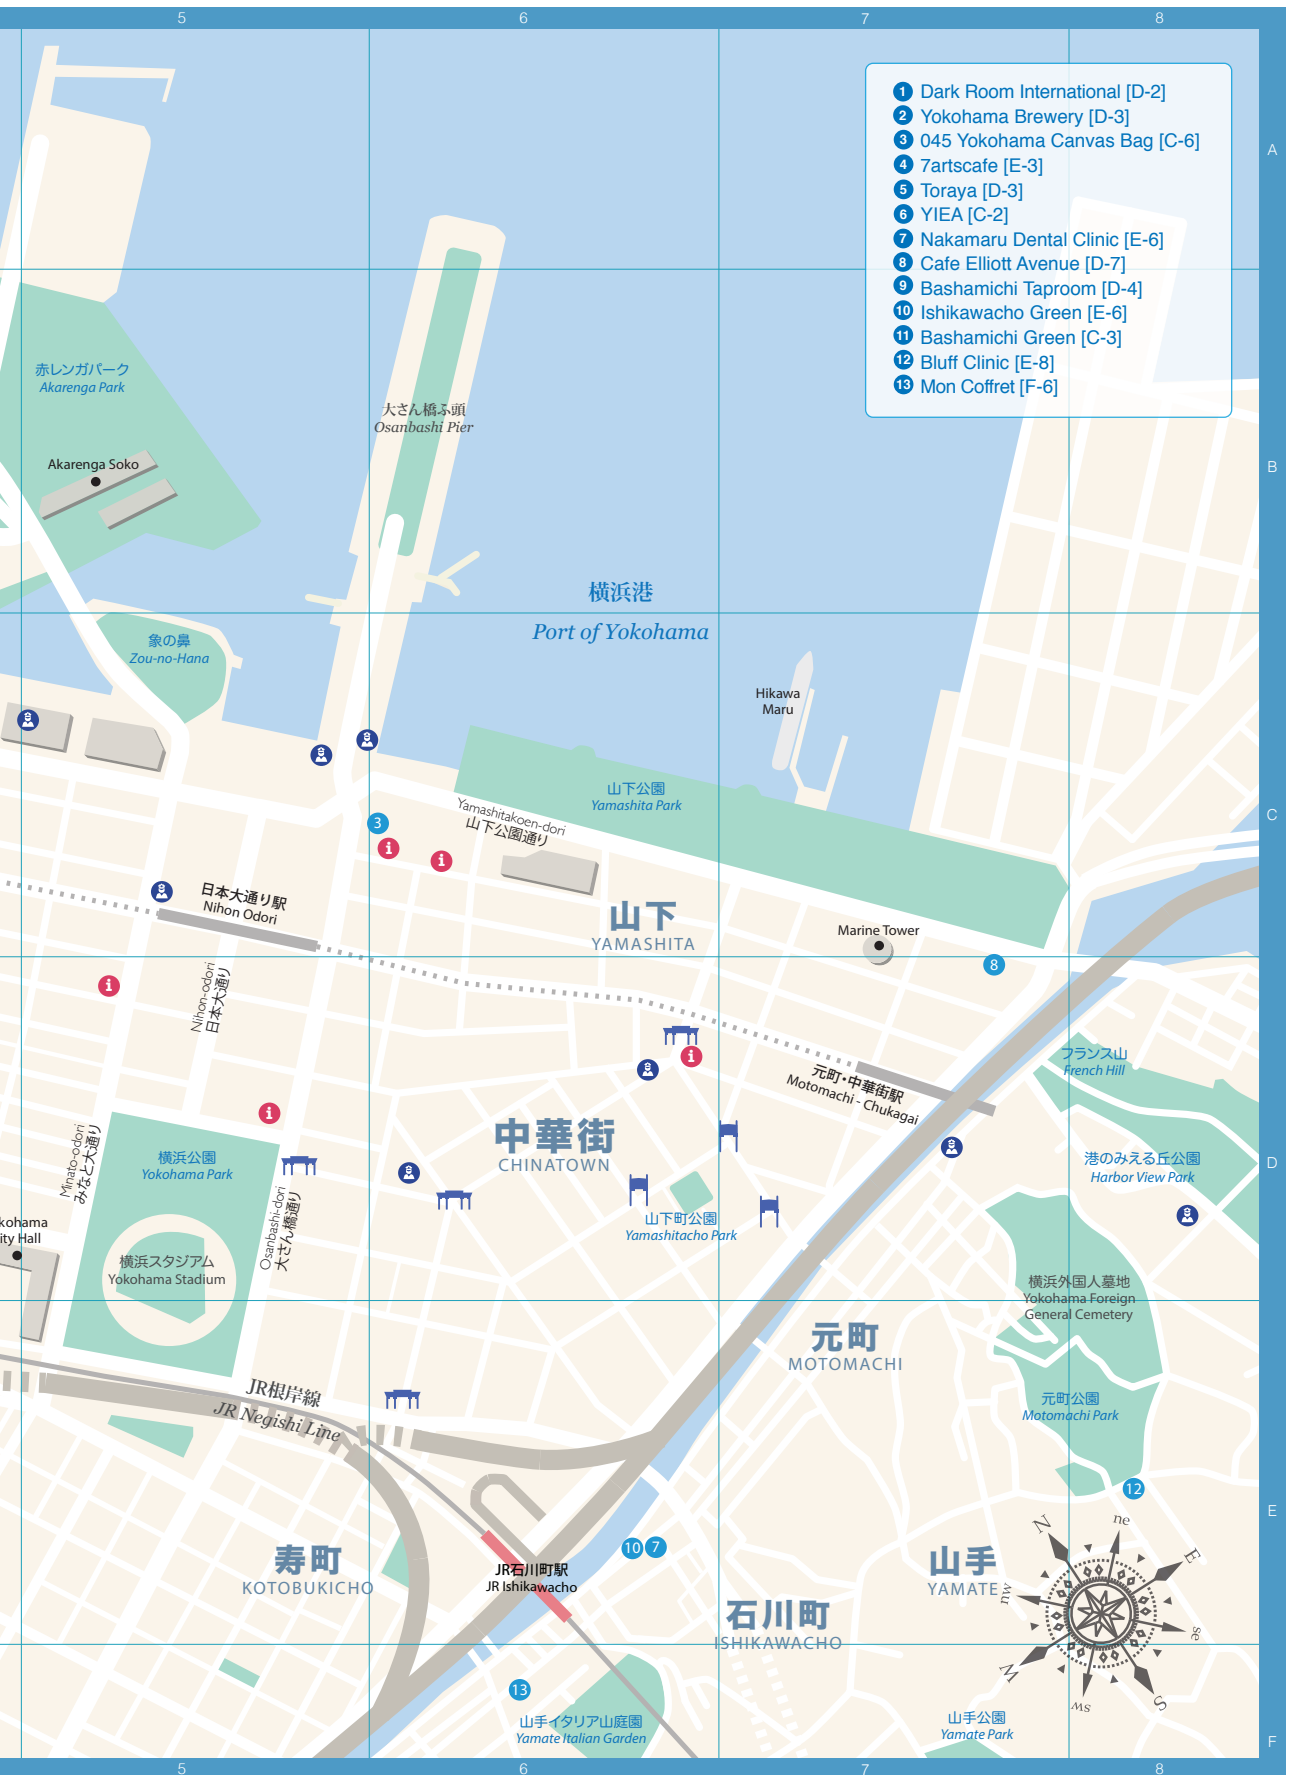 5
6
7
8
1 Dark Room International [D-2]
2 Yokohama Brewery [D-3]
3 045 Yokohama Canvas Bag [C-6]
4 7artscafe [E-3]
5 Toraya [D-3]
6 YIEA [C-2]
7 Nakamaru Dental Clinic [E-6]
8 Cafe Elliott Avenue [D-7]
9 Bashamichi Taproom [D-4]
10 Ishikawacho Green [E-6]
11 Bashamichi Green [C-3]
12 Bluff Clinic [E-8]
13 Mon Coffret [F-6]
A
赤レンガパーク
Akarenga Park
大さん橋ふ頭
Osanbashi Pier
Akarenga Soko
B
横浜港
Port of Yokohama
象の鼻
Zou-no-Hana
Hikawa
Maru
山下公園
Yamashita Park
Yamashitakoen-dori
山下公園通り
3
C
日本大通り駅
Nihon Odori
山下
YAMASHITA
Marine Tower
8
Nihon-odori
日本大通り
フランス山
French Hill
元町・中華街駅
Motomachi - Chukagai
中華街
CHINATOWN
Minato-odori
みなと大通り
横浜公園
Yokohama Park
港のみえる丘公園
Harbor View Park
D
山下町公園
Yamashitacho Park
Osanbashi-dori
大さん橋通り
kohama
ity Hall
横浜スタジアム
Yokohama Stadium
横浜外国人墓地
Yokohama Foreign
General Cemetery
元町
MOTOMACHI
JR根岸線
JR Negishi Line
元町公園
Motomachi Park
12
E
10
7
寿町
KOTOBUKICHO
JR石川町駅
JR Ishikawacho
山手
YAMATE
石川町
ISHIKAWACHO
N
ne
E
se
S
sw
W
nw
13
山手イタリア山庭園
Yamate Italian Garden
山手公園
Yamate Park
F
5
6
7
8